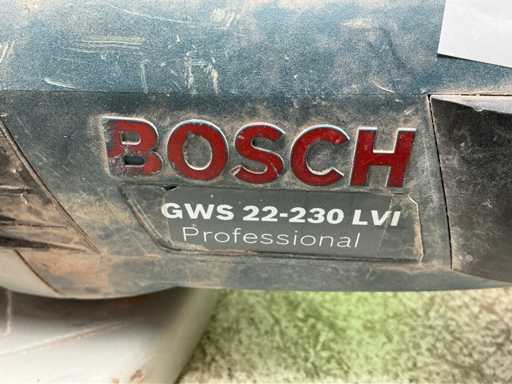 BOSCH
GWS 22-230 LVI
Professional